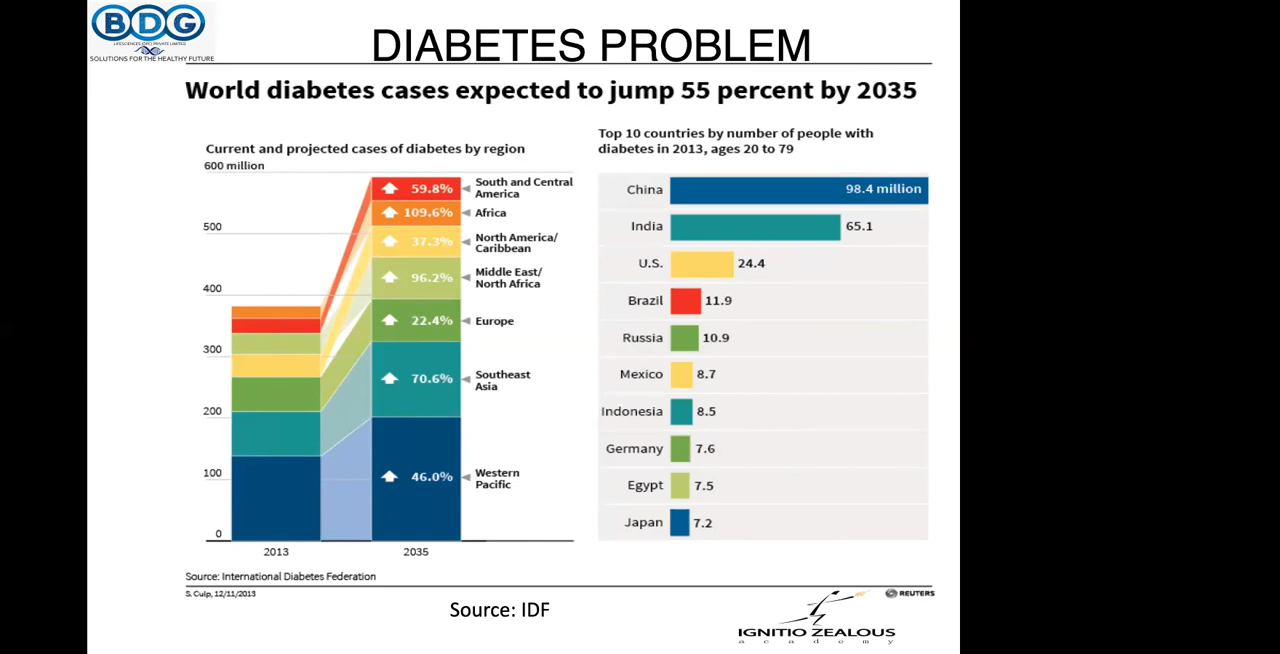 BDG
LIFESCIENCES (OPC) PRIVATE LIMITED
SOLUTIONS FOR THE HEALTHY FUTURE
DIABETES PROBLEM
World diabetes cases expected to jump 55 percent by 2035
Current and projected cases of diabetes by region
600 million
500
400
300
200
100
0
59.8%
South and Central
America
109.6%
Africa
37.3%
North America/
Caribbean
96.2%
Middle East/
North Africa
22.4%
Europe
70.6%
Southeast
Asia
46.0%
Western
Pacific
2013
2035
Top 10 countries by number of people with
diabetes in 2013, ages 20 to 79
China 98.4 million
India 65.1
U.S. 24.4
Brazil 11.9
Russia 10.9
Mexico 8.7
Indonesia 8.5
Germany 7.6
Egypt 7.5
Japan 7.2
Source: International Diabetes Federation
S. Culp, 12/11/2013
REUTERS
Source: IDF
IGNITIO ZEALOUS
academy